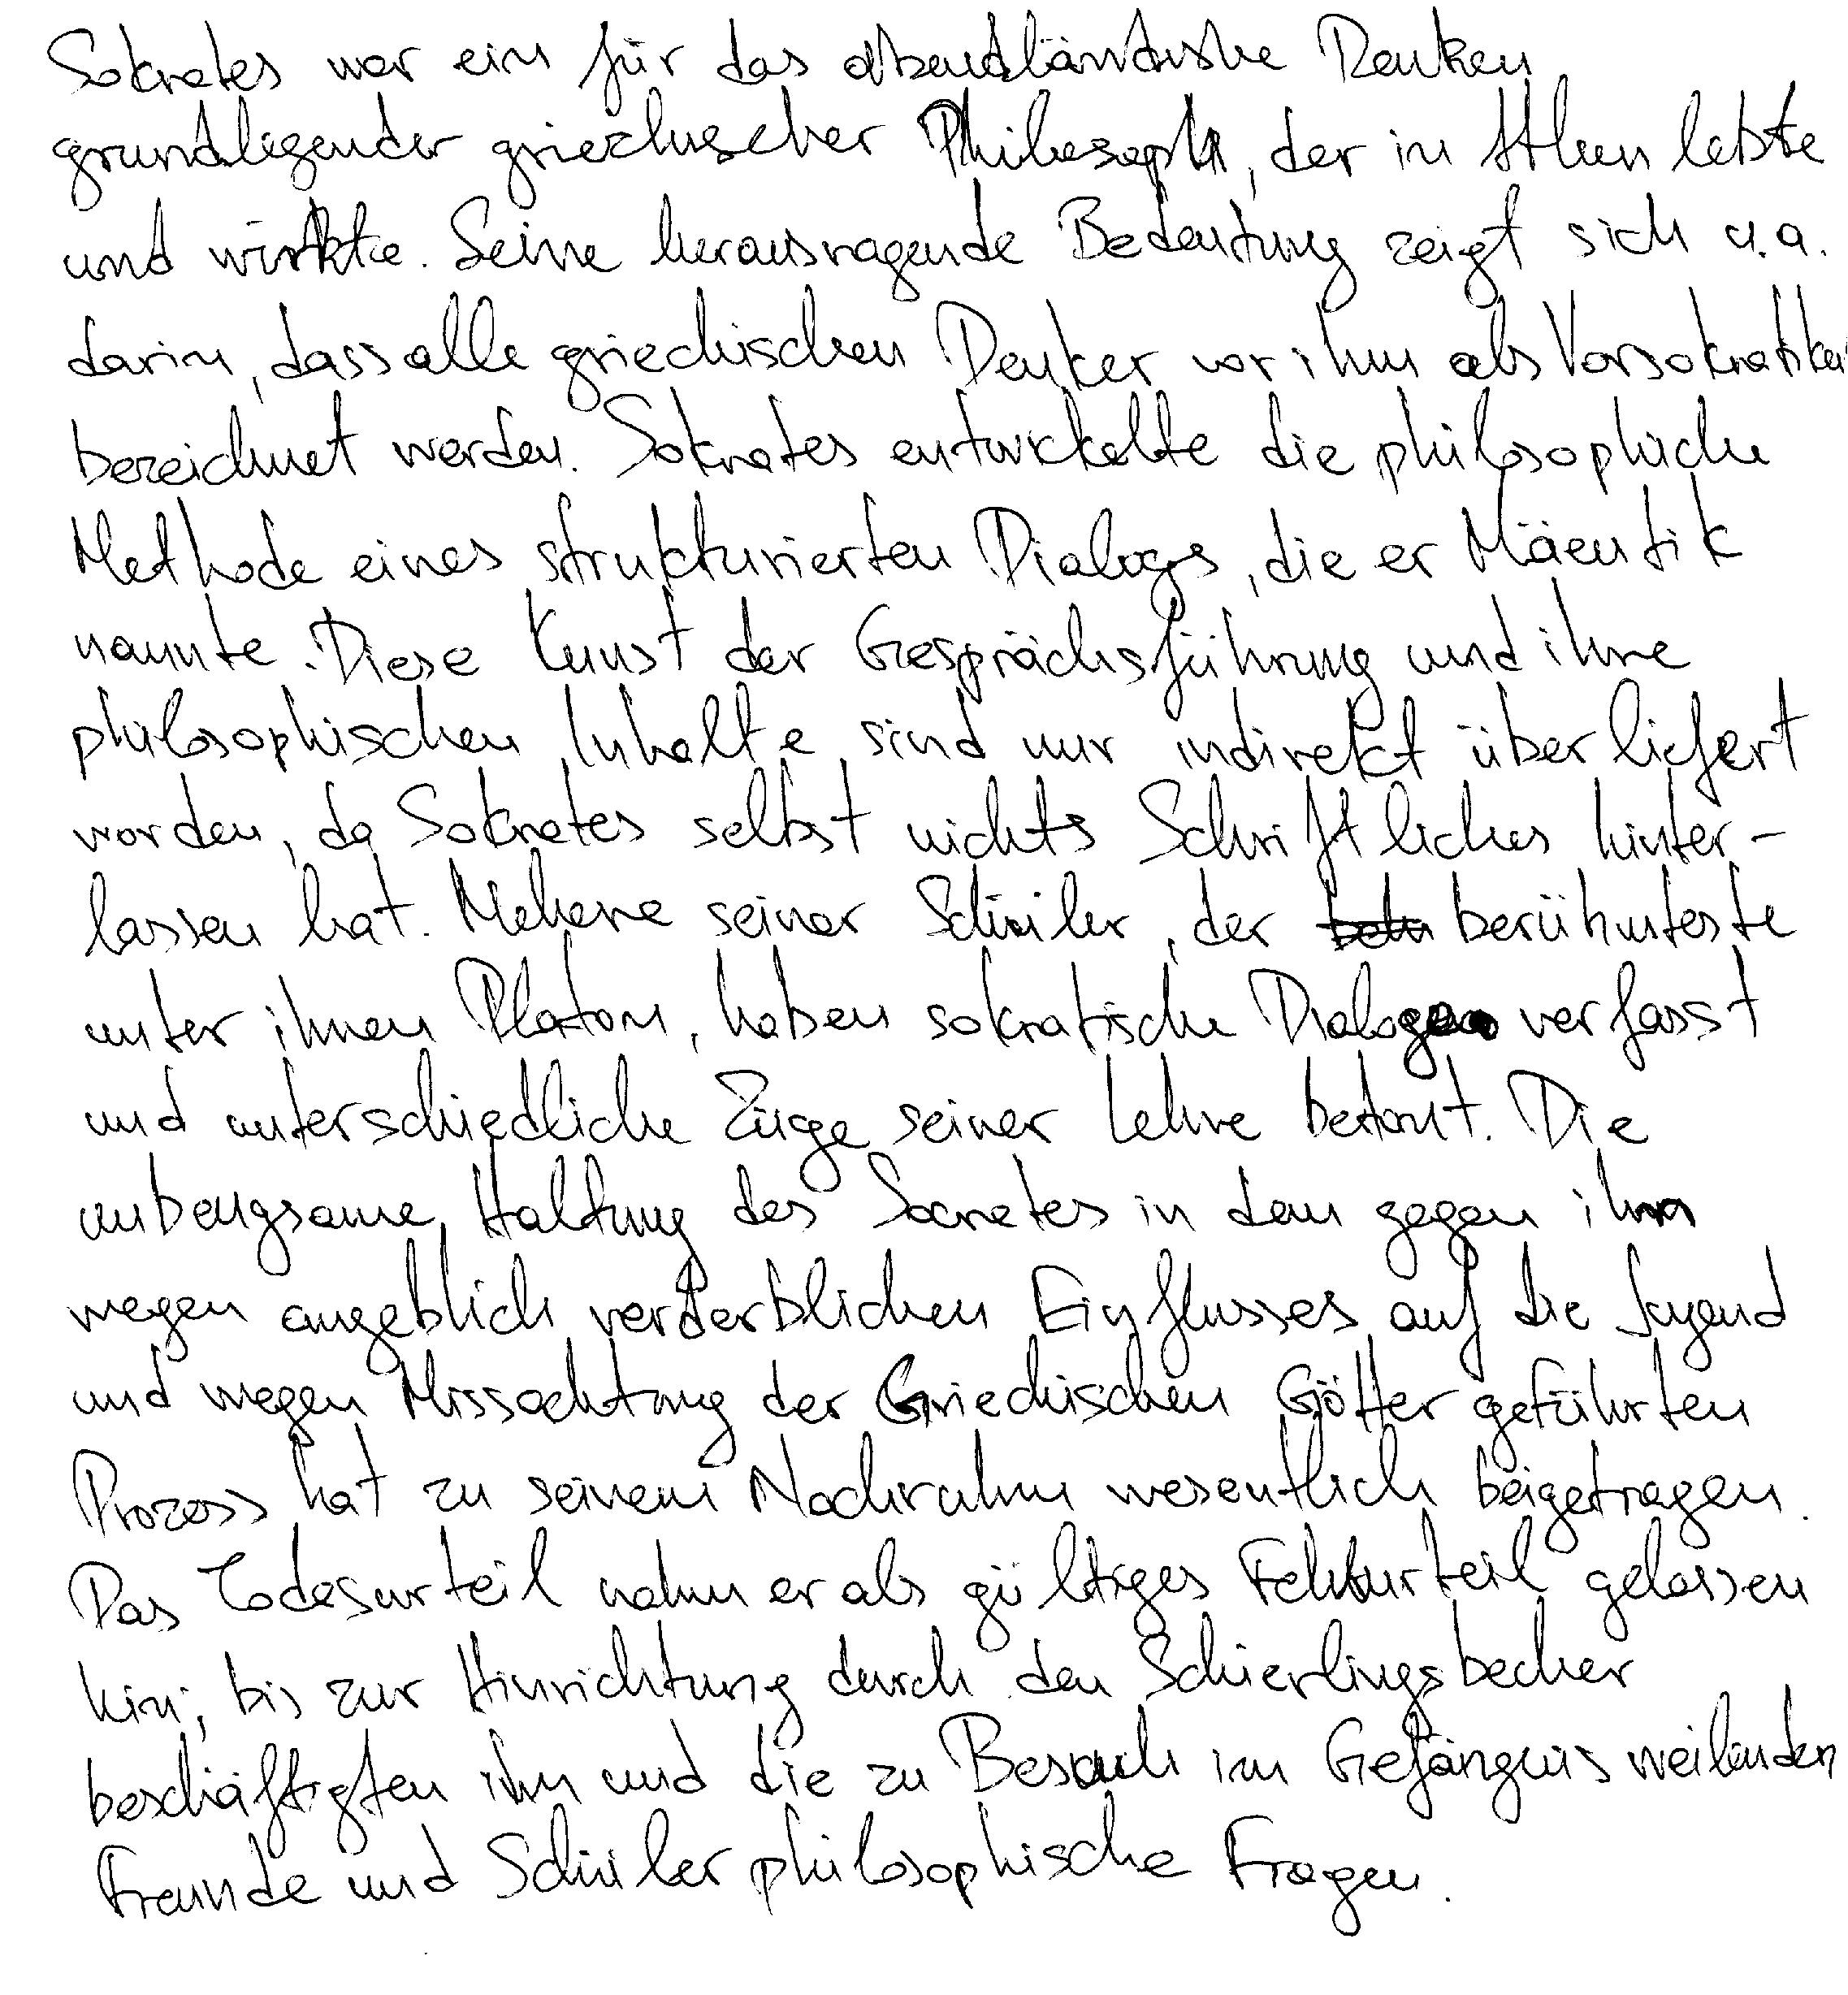 Sokrates war ein für das abendländische Denken
grundlegender griechischer Philosoph, der in Athen lebte
und wirkte. Seine herausragende Bedeutung zeigt sich u.a.
darin, dass alle griechischen Denker vor ihm als Vorsokratiker
bezeichnet werden. Sokrates entwickelte die philosophische
Methode eines strukturierten Dialogs, die er Mäeutik
nannte. Diese Kunst der Gesprächsführung und ihre
philosophischen Inhalte sind nur indirekt überliefert
worden, da Sokrates selbst nichts Schriftliches hinter-
lassen hat. Mehere seiner Schüler, der berühmteste
unter ihnen Platon, haben sokratische Dialoge verfasst
und unterschiedliche Züge seiner Lehre betont. Die
unbeugsame Haltung des Socrates in dem gegen ihn
wegen angeblich verderblichen Einflusses auf die Jugend
und wegen Missachtung der Griechischen Götter geführten
Prozess hat zu seinem Nachruhm wesentlich beigetragen.
Das Todesurteil nahm er als gültiges Fehlurteil gelassen
hin; bis zur Hinrichtung durch den Schierlingsbecher
beschäftigten ihn und die zu Besuch im Gefängnis weilenden
Freunde und Schüler philosophische Fragen.